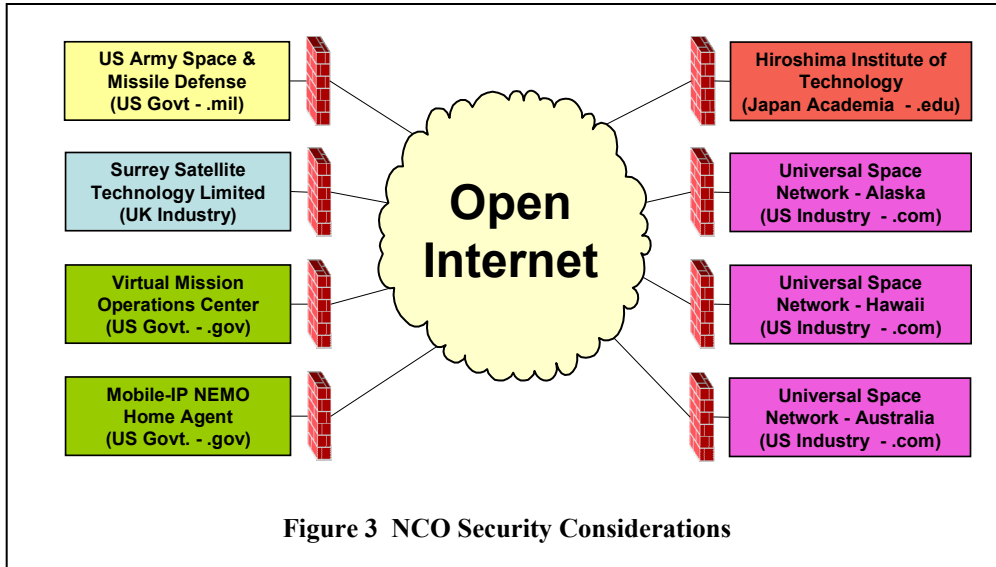 US Army Space &
Missile Defense
(US Govt - .mil)
Surrey Satellite
Technology Limited
(UK Industry)
Virtual Mission
Operations Center
(US Govt. - .gov)
Mobile-IP NEMO
Home Agent
(US Govt. - .gov)
Open
Internet
Hiroshima Institute of
Technology
(Japan Academia - .edu)
Universal Space
Network - Alaska
(US Industry - .com)
Universal Space
Network - Hawaii
(US Industry - .com)
Universal Space
Network - Australia
(US Industry - .com)
Figure 3 NCO Security Considerations